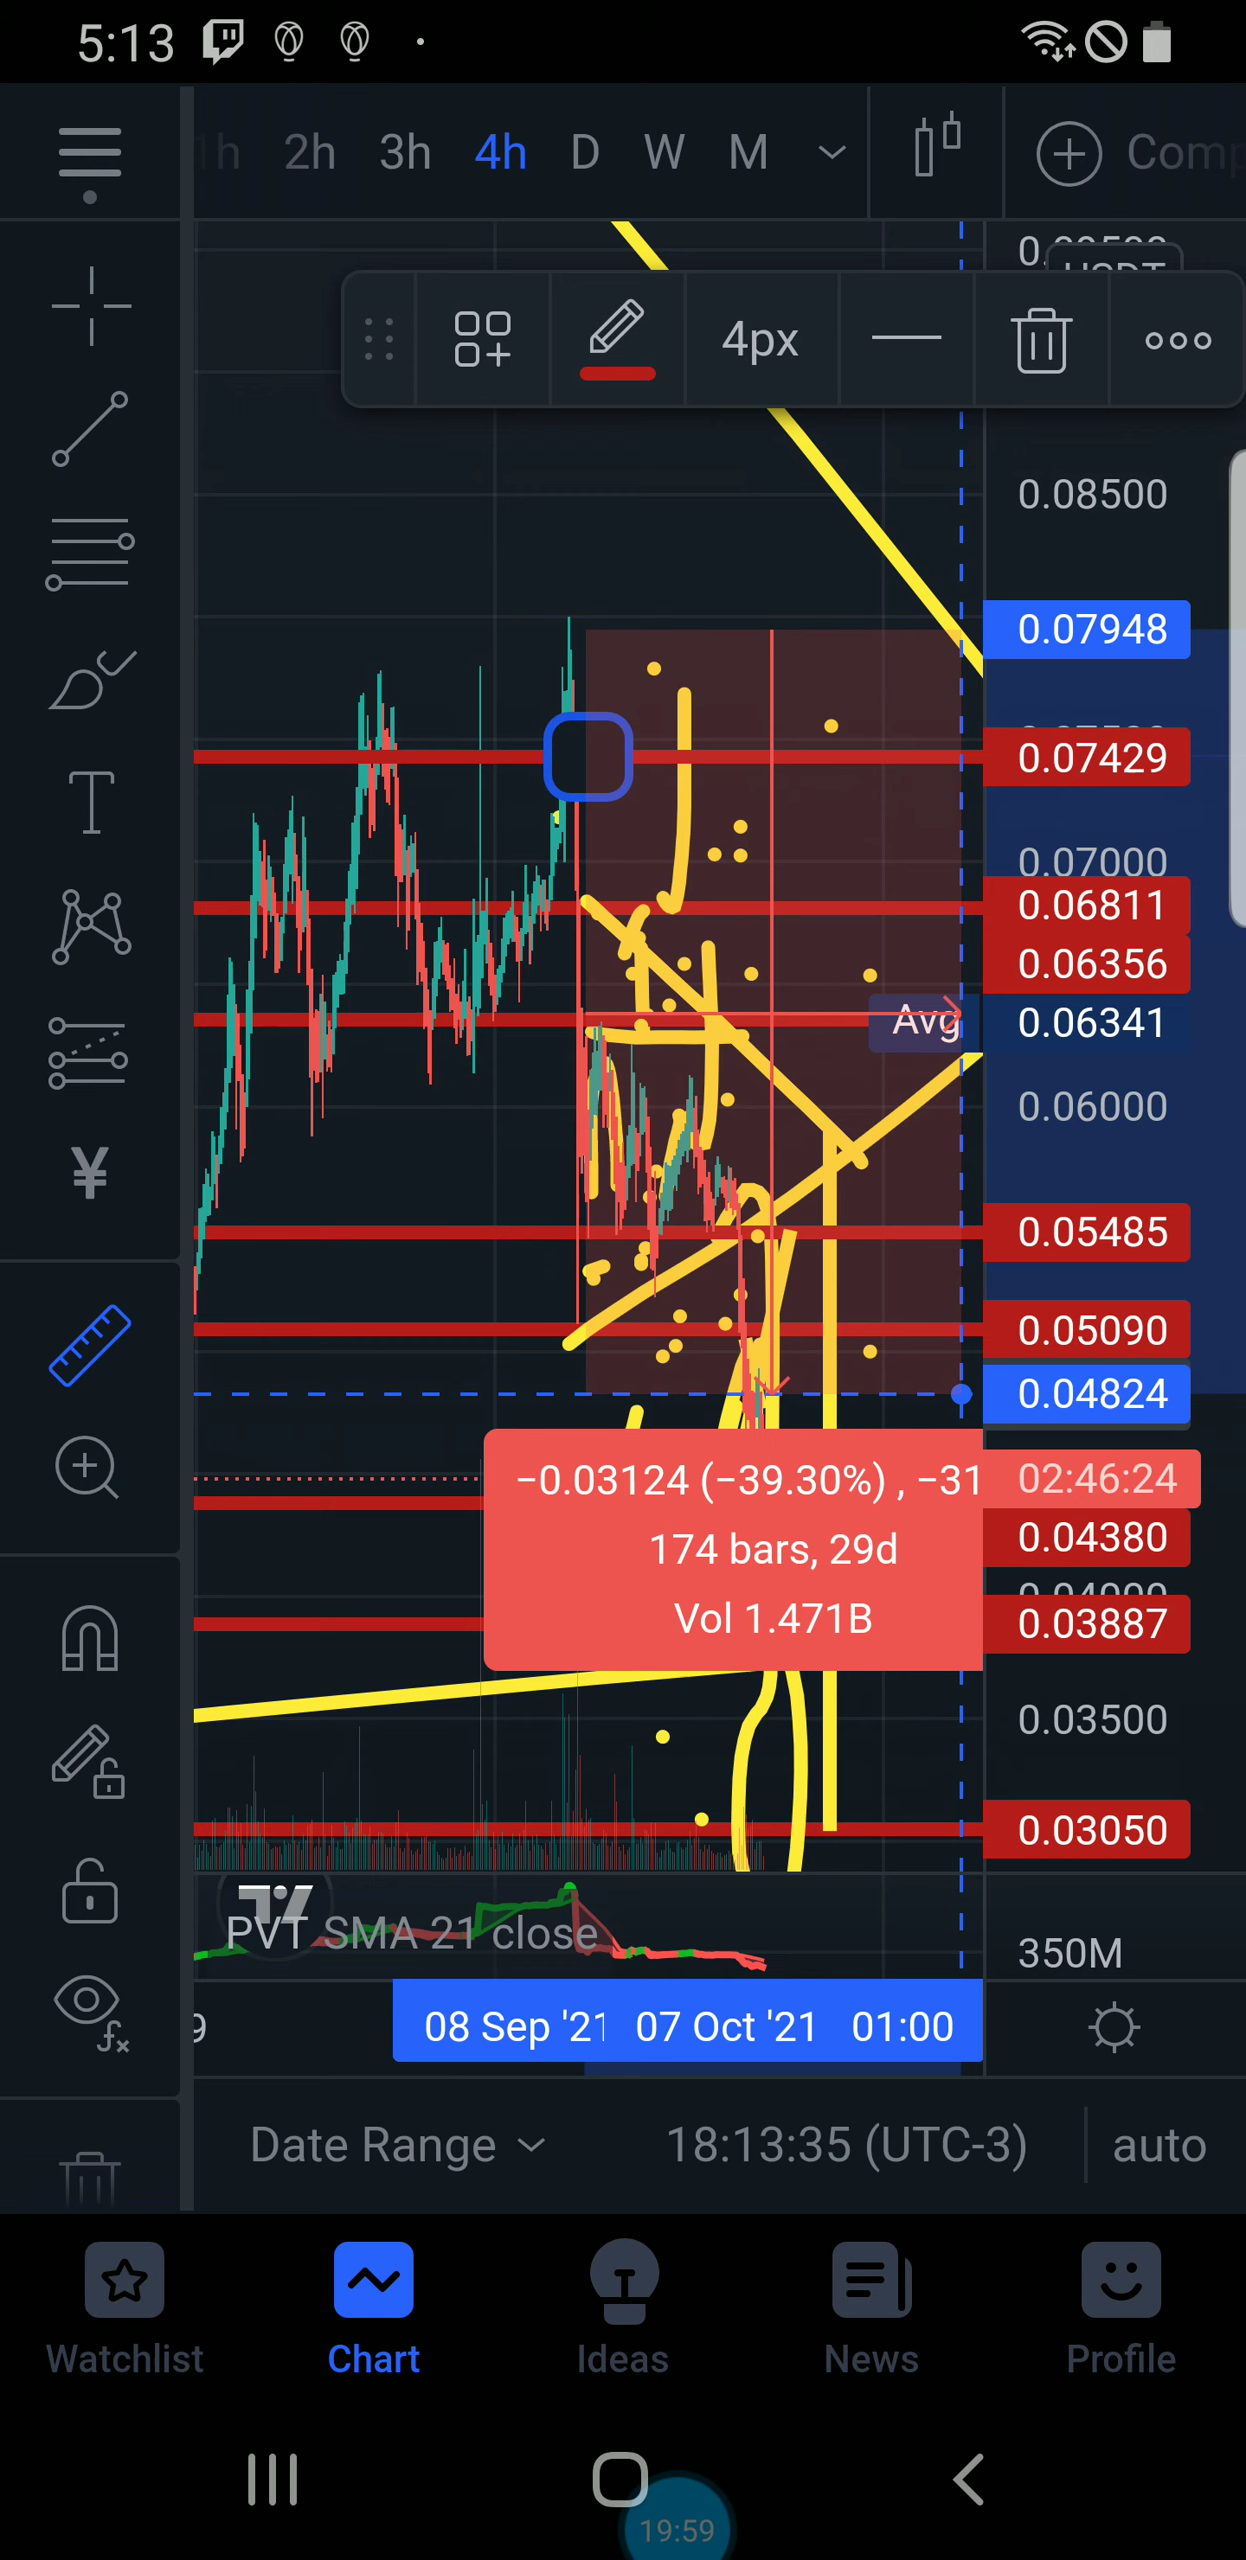 5:13
2h 3h 4h D W M
4px
0.08500
0.07948
0.07429
0.07000
0.06811
0.06356
Avg 0.06341
0.06000
0.05485
0.05090
0.04824
−0.03124 (−39.30%) , −31
02:46:24
174 bars, 29d
0.04380
Vol 1.471B
0.03887
0.03500
0.03050
PVT SMA 21 close
350M
08 Sep '21 07 Oct '21 01:00
Date Range 18:13:35 (UTC-3) auto
Watchlist Chart Ideas News Profile
19:59